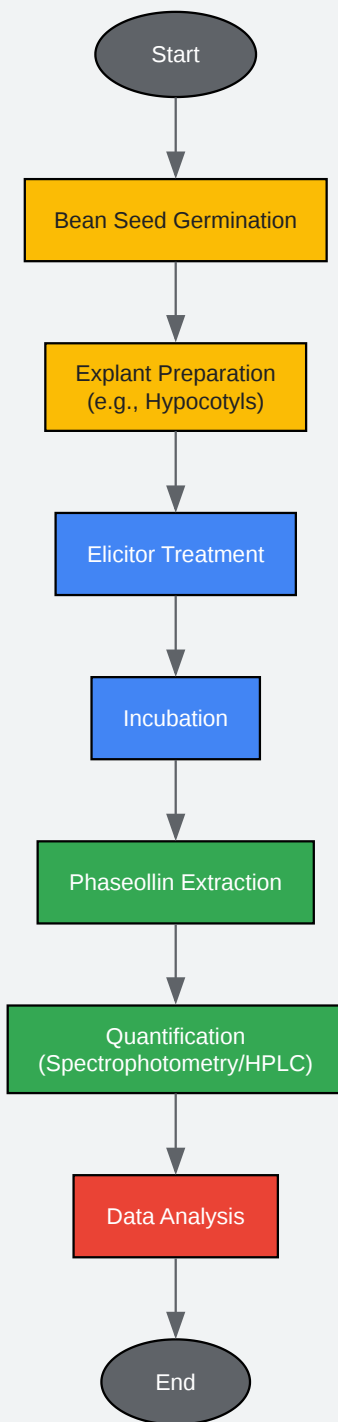 Start
Bean Seed Germination
Explant Preparation
(e.g., Hypocotyls)
Elicitor Treatment
Incubation
Phaseollin Extraction
Quantification
(Spectrophotometry/HPLC)
Data Analysis
End